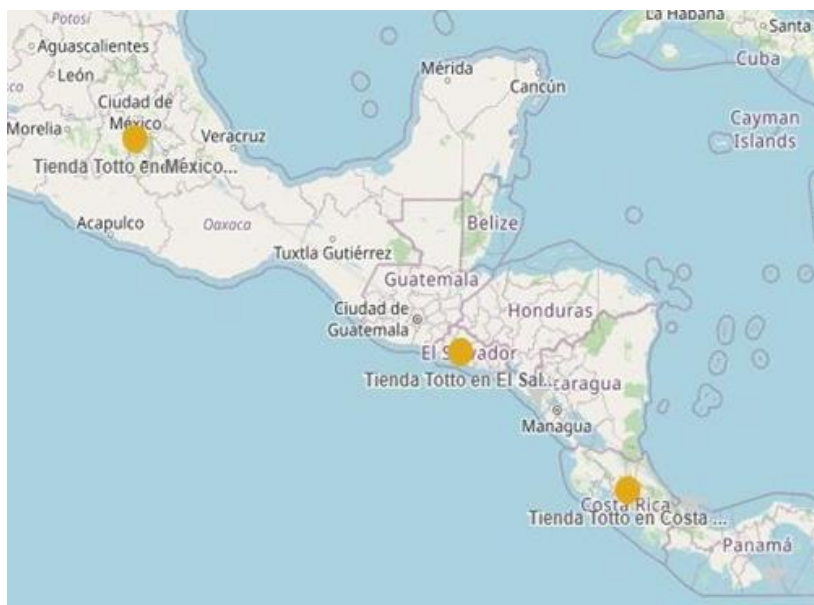 Potosí
La Habana
Santa
Aguascalientes
Cuba
León
Mérida
Cancún
Ciudad de
México
Cayman
Islands
Morelia
Veracruz
Tienda Totto en México...
Acapulco
Oaxaca
Belize
Tuxtla Gutiérrez
Guatemala
Ciudad de
Guatemala
Honduras
El Salvador
Tienda Totto en El Sal...
caragua
Managua
Costa Rica
Tienda Totto en Costa ...
Panamá